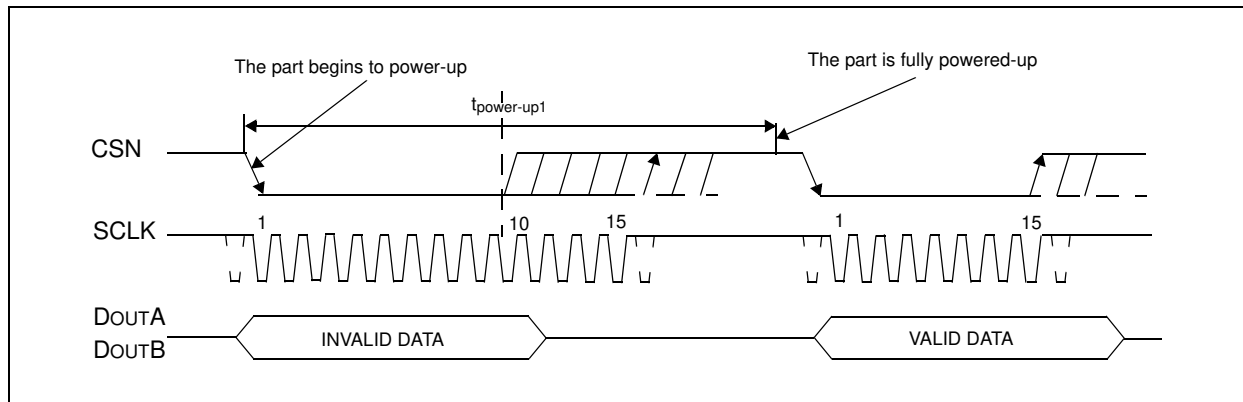 The part begins to power-up
The part is fully powered-up
tpower-up1
CSN
SCLK
1
10
15
1
15
DOUTA
DOUTB
INVALID DATA
VALID DATA